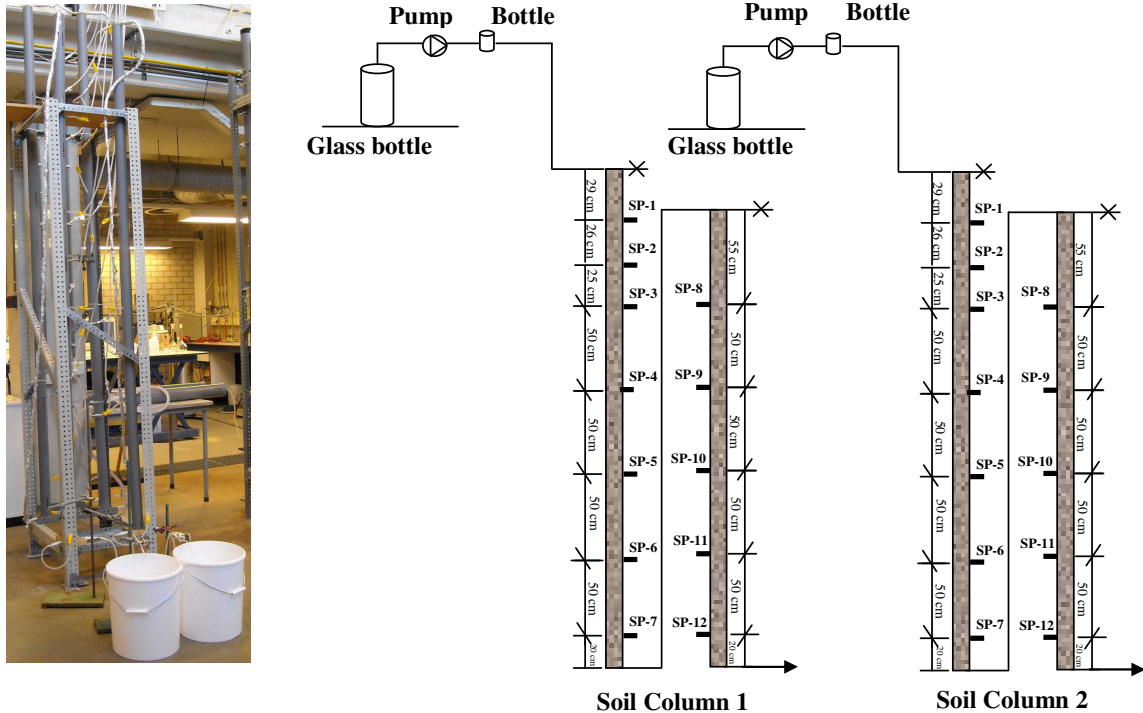 Pump Bottle
Glass bottle
29 cm
26 cm
25 cm
50 cm
50 cm
50 cm
50 cm
20 cm
SP-1
SP-2
SP-3
SP-4
SP-5
SP-6
SP-7
SP-8
SP-9
SP-10
SP-11
SP-12
55 cm
50 cm
50 cm
50 cm
50 cm
20 cm
Soil Column 1
Pump Bottle
Glass bottle
29 cm
26 cm
25 cm
50 cm
50 cm
50 cm
50 cm
20 cm
SP-1
SP-2
SP-3
SP-4
SP-5
SP-6
SP-7
SP-8
SP-9
SP-10
SP-11
SP-12
55 cm
50 cm
50 cm
50 cm
50 cm
20 cm
Soil Column 2